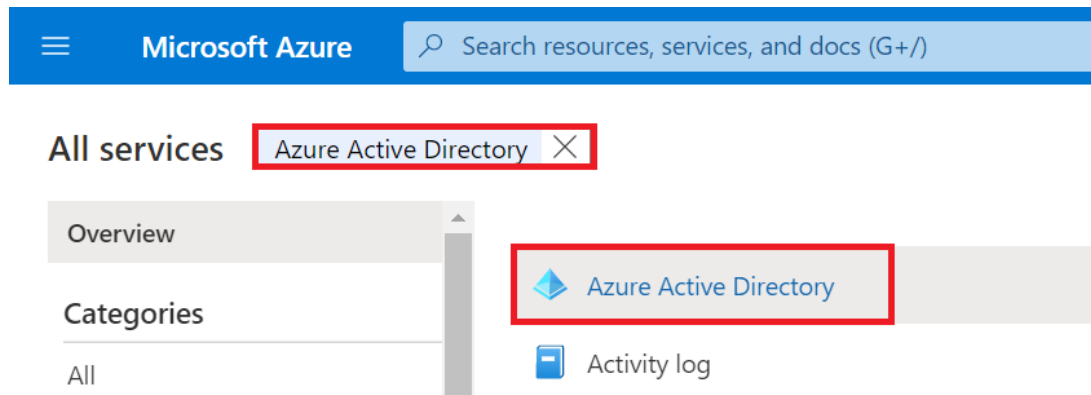 Microsoft Azure
Search resources, services, and docs (G+/)
All services
Azure Active Directory
Overview
Azure Active Directory
Categories
Activity log
All